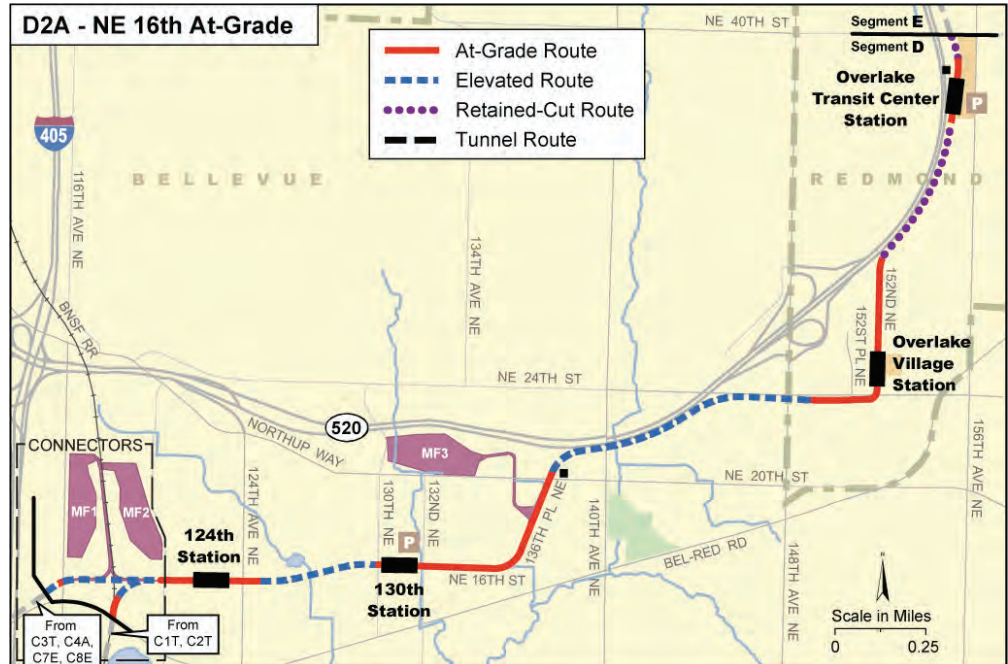 D2A - NE 16th At-Grade
At-Grade Route
Elevated Route
Retained-Cut Route
Tunnel Route
NE 40TH ST
Segment E
Segment D
Overlake
Transit Center
Station
P
405
116TH AVE NE
BELLEVUE
REDMOND
134TH AVE NE
BNSF RR
152ND NE
152ST PL NE
Overlake
Village
Station
NE 24TH ST
520
NORTHUP WAY
156TH AVE NE
CONNECTORS
MF1
MF2
MF3
124TH AVE NE
130TH NE
132ND NE
136TH PL NE
NE 20TH ST
140TH AVE NE
148TH AVE NE
BEL-RED RD
124th
Station
P
130th
Station
NE 16TH ST
From
C3T, C4A,
C7E, C8E
From
C1T, C2T
N
Scale in Miles
0 0.25